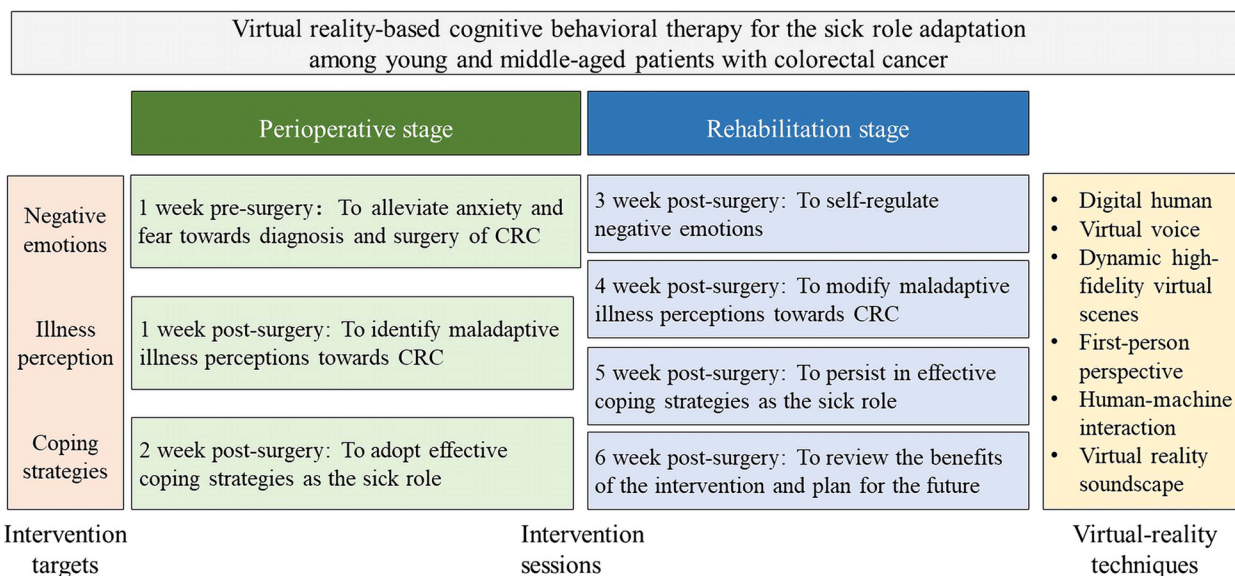 Virtual reality-based cognitive behavioral therapy for the sick role adaptation
among young and middle-aged patients with colorectal cancer
Perioperative stage
Rehabilitation stage
Negative
emotions
Illness
perception
Coping
strategies
1 week pre-surgery: To alleviate anxiety and
fear towards diagnosis and surgery of CRC
1 week post-surgery: To identify maladaptive
illness perceptions towards CRC
2 week post-surgery: To adopt effective
coping strategies as the sick role
3 week post-surgery: To self-regulate
negative emotions
4 week post-surgery: To modify maladaptive
illness perceptions towards CRC
5 week post-surgery: To persist in effective
coping strategies as the sick role
6 week post-surgery: To review the benefits
of the intervention and plan for the future
• Digital human
• Virtual voice
• Dynamic high-
fidelity virtual
scenes
• First-person
perspective
• Human-machine
interaction
• Virtual reality
soundscape
Intervention
targets
Intervention
sessions
Virtual-reality
techniques